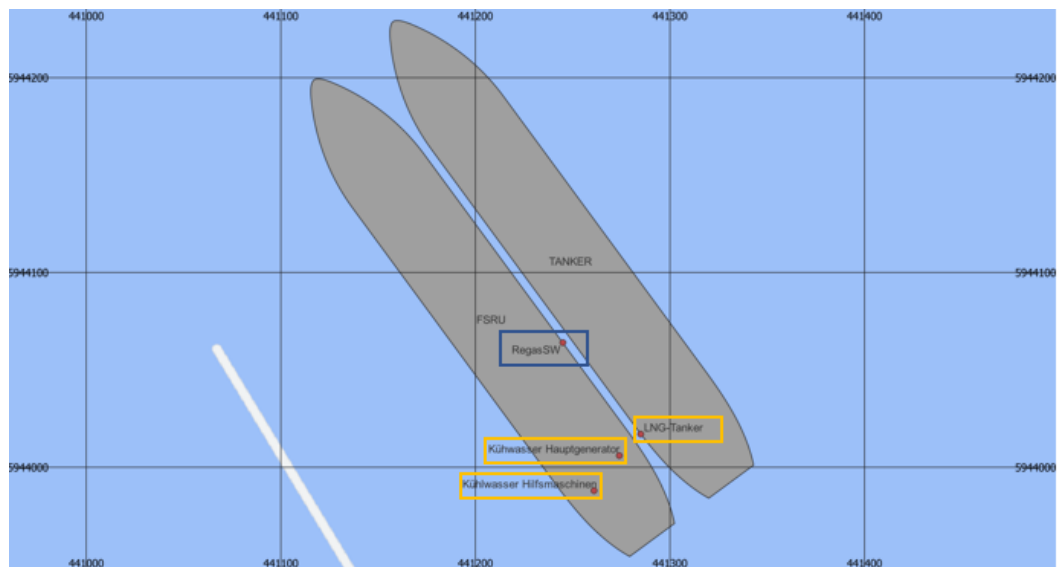 441000 441100 441200 441300 441400
5944200 5944200
TANKER
5944100 5944100
FSRU
RegasSW
LNG-Tanker
Kühwasser Hauptgenerator
5944000 5944000
Kühlwasser Hilfsmaschinen
441000 441100 441200 441300 441400